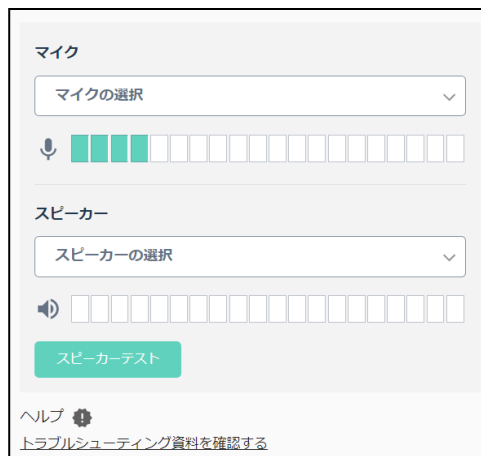 マイク
マイクの選択
スピーカー
スピーカーの選択
スピーカーテスト
ヘルプ
トラブルシューティング資料を確認する